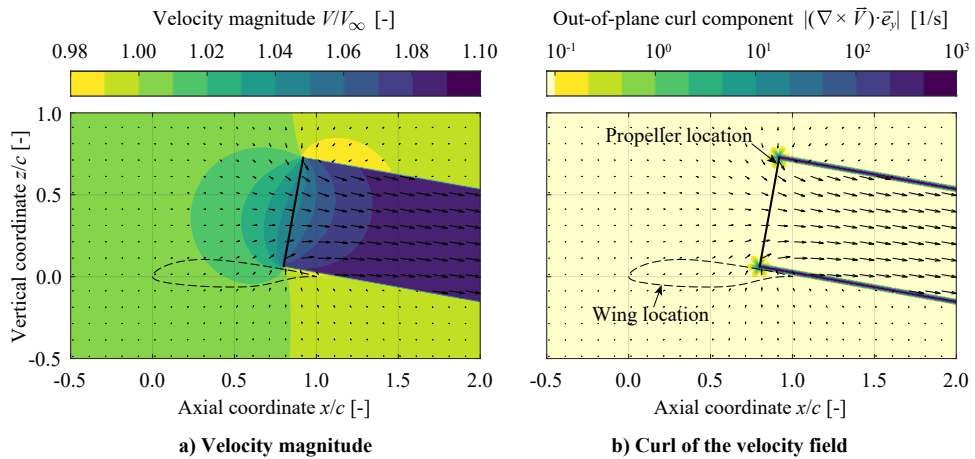 Velocity magnitude V/V∞ [-]
0.98 1.00 1.02 1.04 1.06 1.08 1.10
1.0
0.5
0.0
-0.5
Vertical coordinate z/c [-]
-0.5 0.0 0.5 1.0 1.5 2.0
Axial coordinate x/c [-]
a) Velocity magnitude
Out-of-plane curl component |(∇ × V⃗)·e⃗y| [1/s]
10⁻¹ 10⁰ 10¹ 10² 10³
Propeller location
Wing location
-0.5 0.0 0.5 1.0 1.5 2.0
Axial coordinate x/c [-]
b) Curl of the velocity field